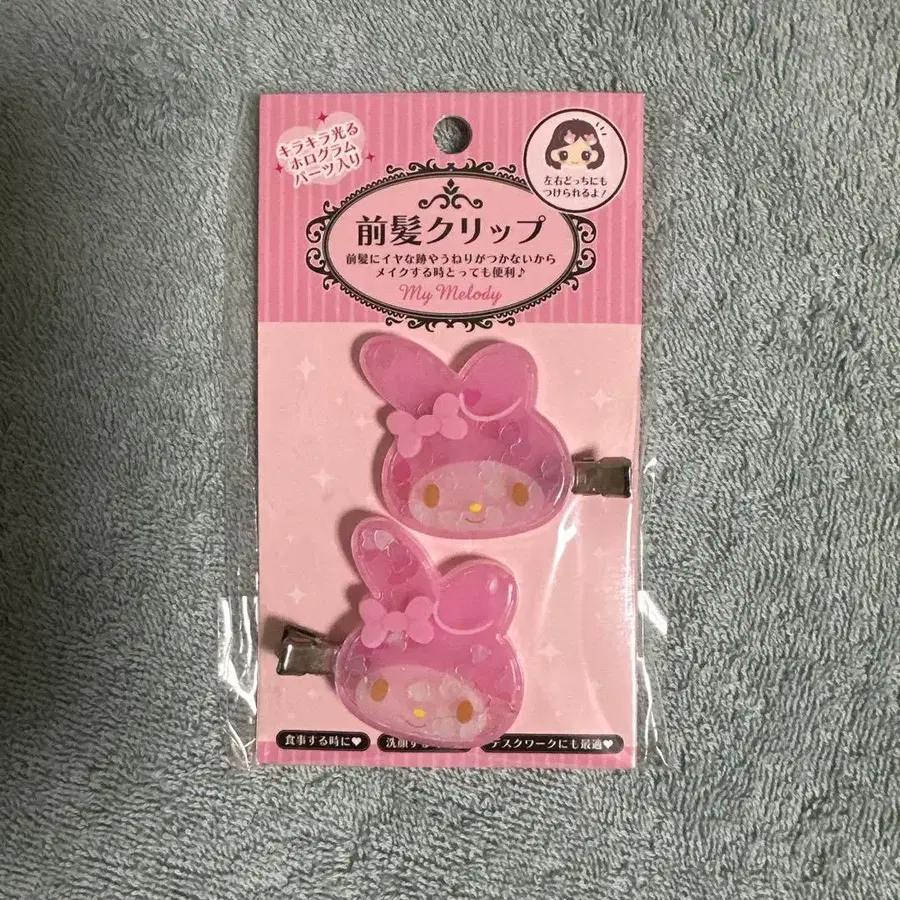 キラキラ光る
ホログラム
パーツ入り
左右どっちにも
つけられるよ!
前髪クリップ
前髪にイヤな跡やうねりがつかないから
メイクする時とっても便利♪
My Melody
食事する時に♥
洗顔する
デスクワークにも最適♥